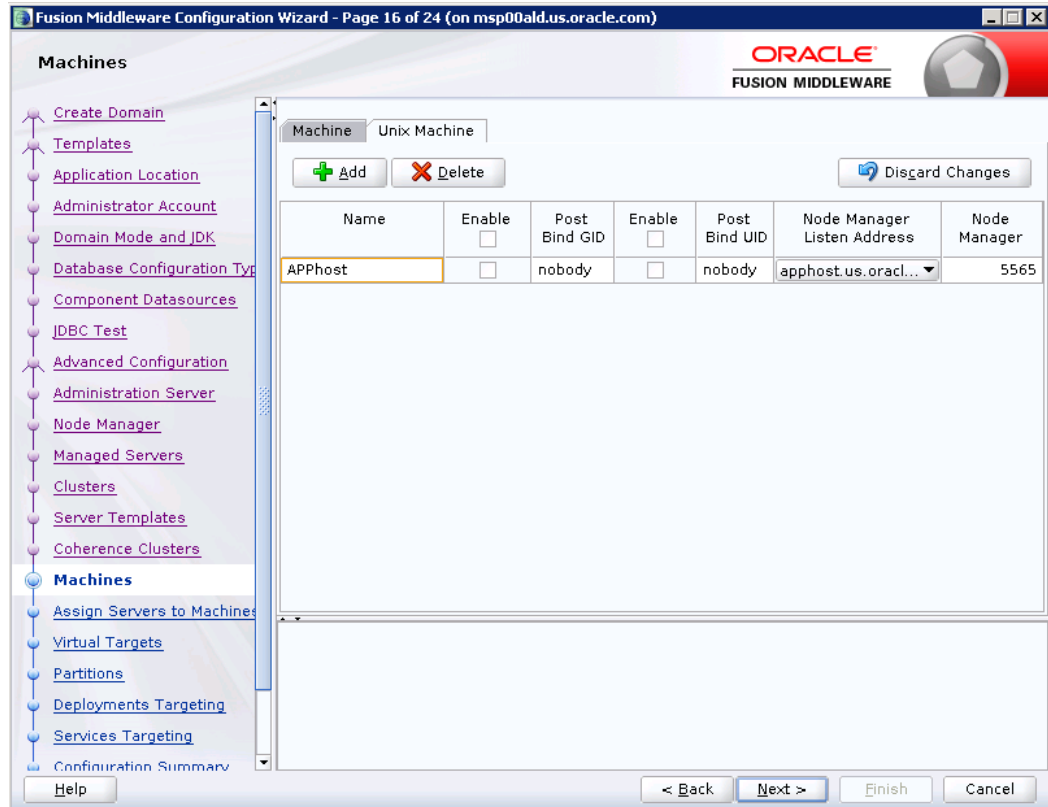 Fusion Middleware Configuration Wizard - Page 16 of 24 (on msp00ald.us.oracle.com)
Machines
ORACLE
FUSION MIDDLEWARE
Create Domain
Templates
Application Location
Administrator Account
Domain Mode and JDK
Database Configuration Typ
Component Datasources
JDBC Test
Advanced Configuration
Administration Server
Node Manager
Managed Servers
Clusters
Server Templates
Coherence Clusters
Machines
Assign Servers to Machines
Virtual Targets
Partitions
Deployments Targeting
Services Targeting
Configuration Summary
Machine Unix Machine
Add Delete Discard Changes
Name Enable Post Bind GID Enable Post Bind UID Node Manager Listen Address Node Manager
APPhost nobody nobody apphost.us.oracl... 5565
Help < Back Next > Finish Cancel